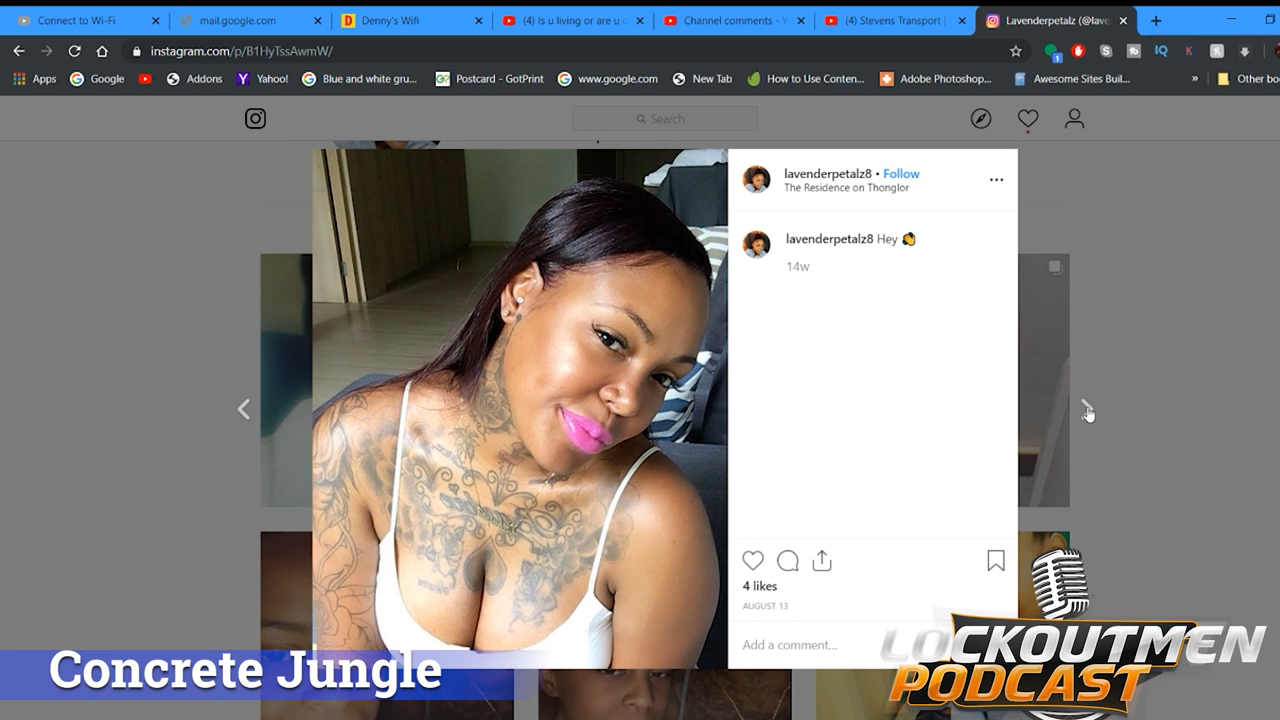 Connect to Wi-Fi
mail.google.com
Denny's Wifi
(4) Is u living or are u
Channel comments - Y
(4) Stevens Transport |
Lavenderpetalz (@lave
instagram.com/p/B1HyTssAwmW/
IQ
K
Apps
Google
Addons
Yahoo!
Blue and white gru...
Postcard - GotPrint
www.google.com
New Tab
How to Use Conten...
Adobe Photoshop...
Awesome Sites Buil...
»
Other bo
Search
lavenderpetalz8 • Follow
The Residence on Thonglor
lavenderpetalz8 Hey 👏
14w
4 likes
AUGUST 13
Add a comment...
Concrete Jungle
LOCKOUTMEN
PODCAST